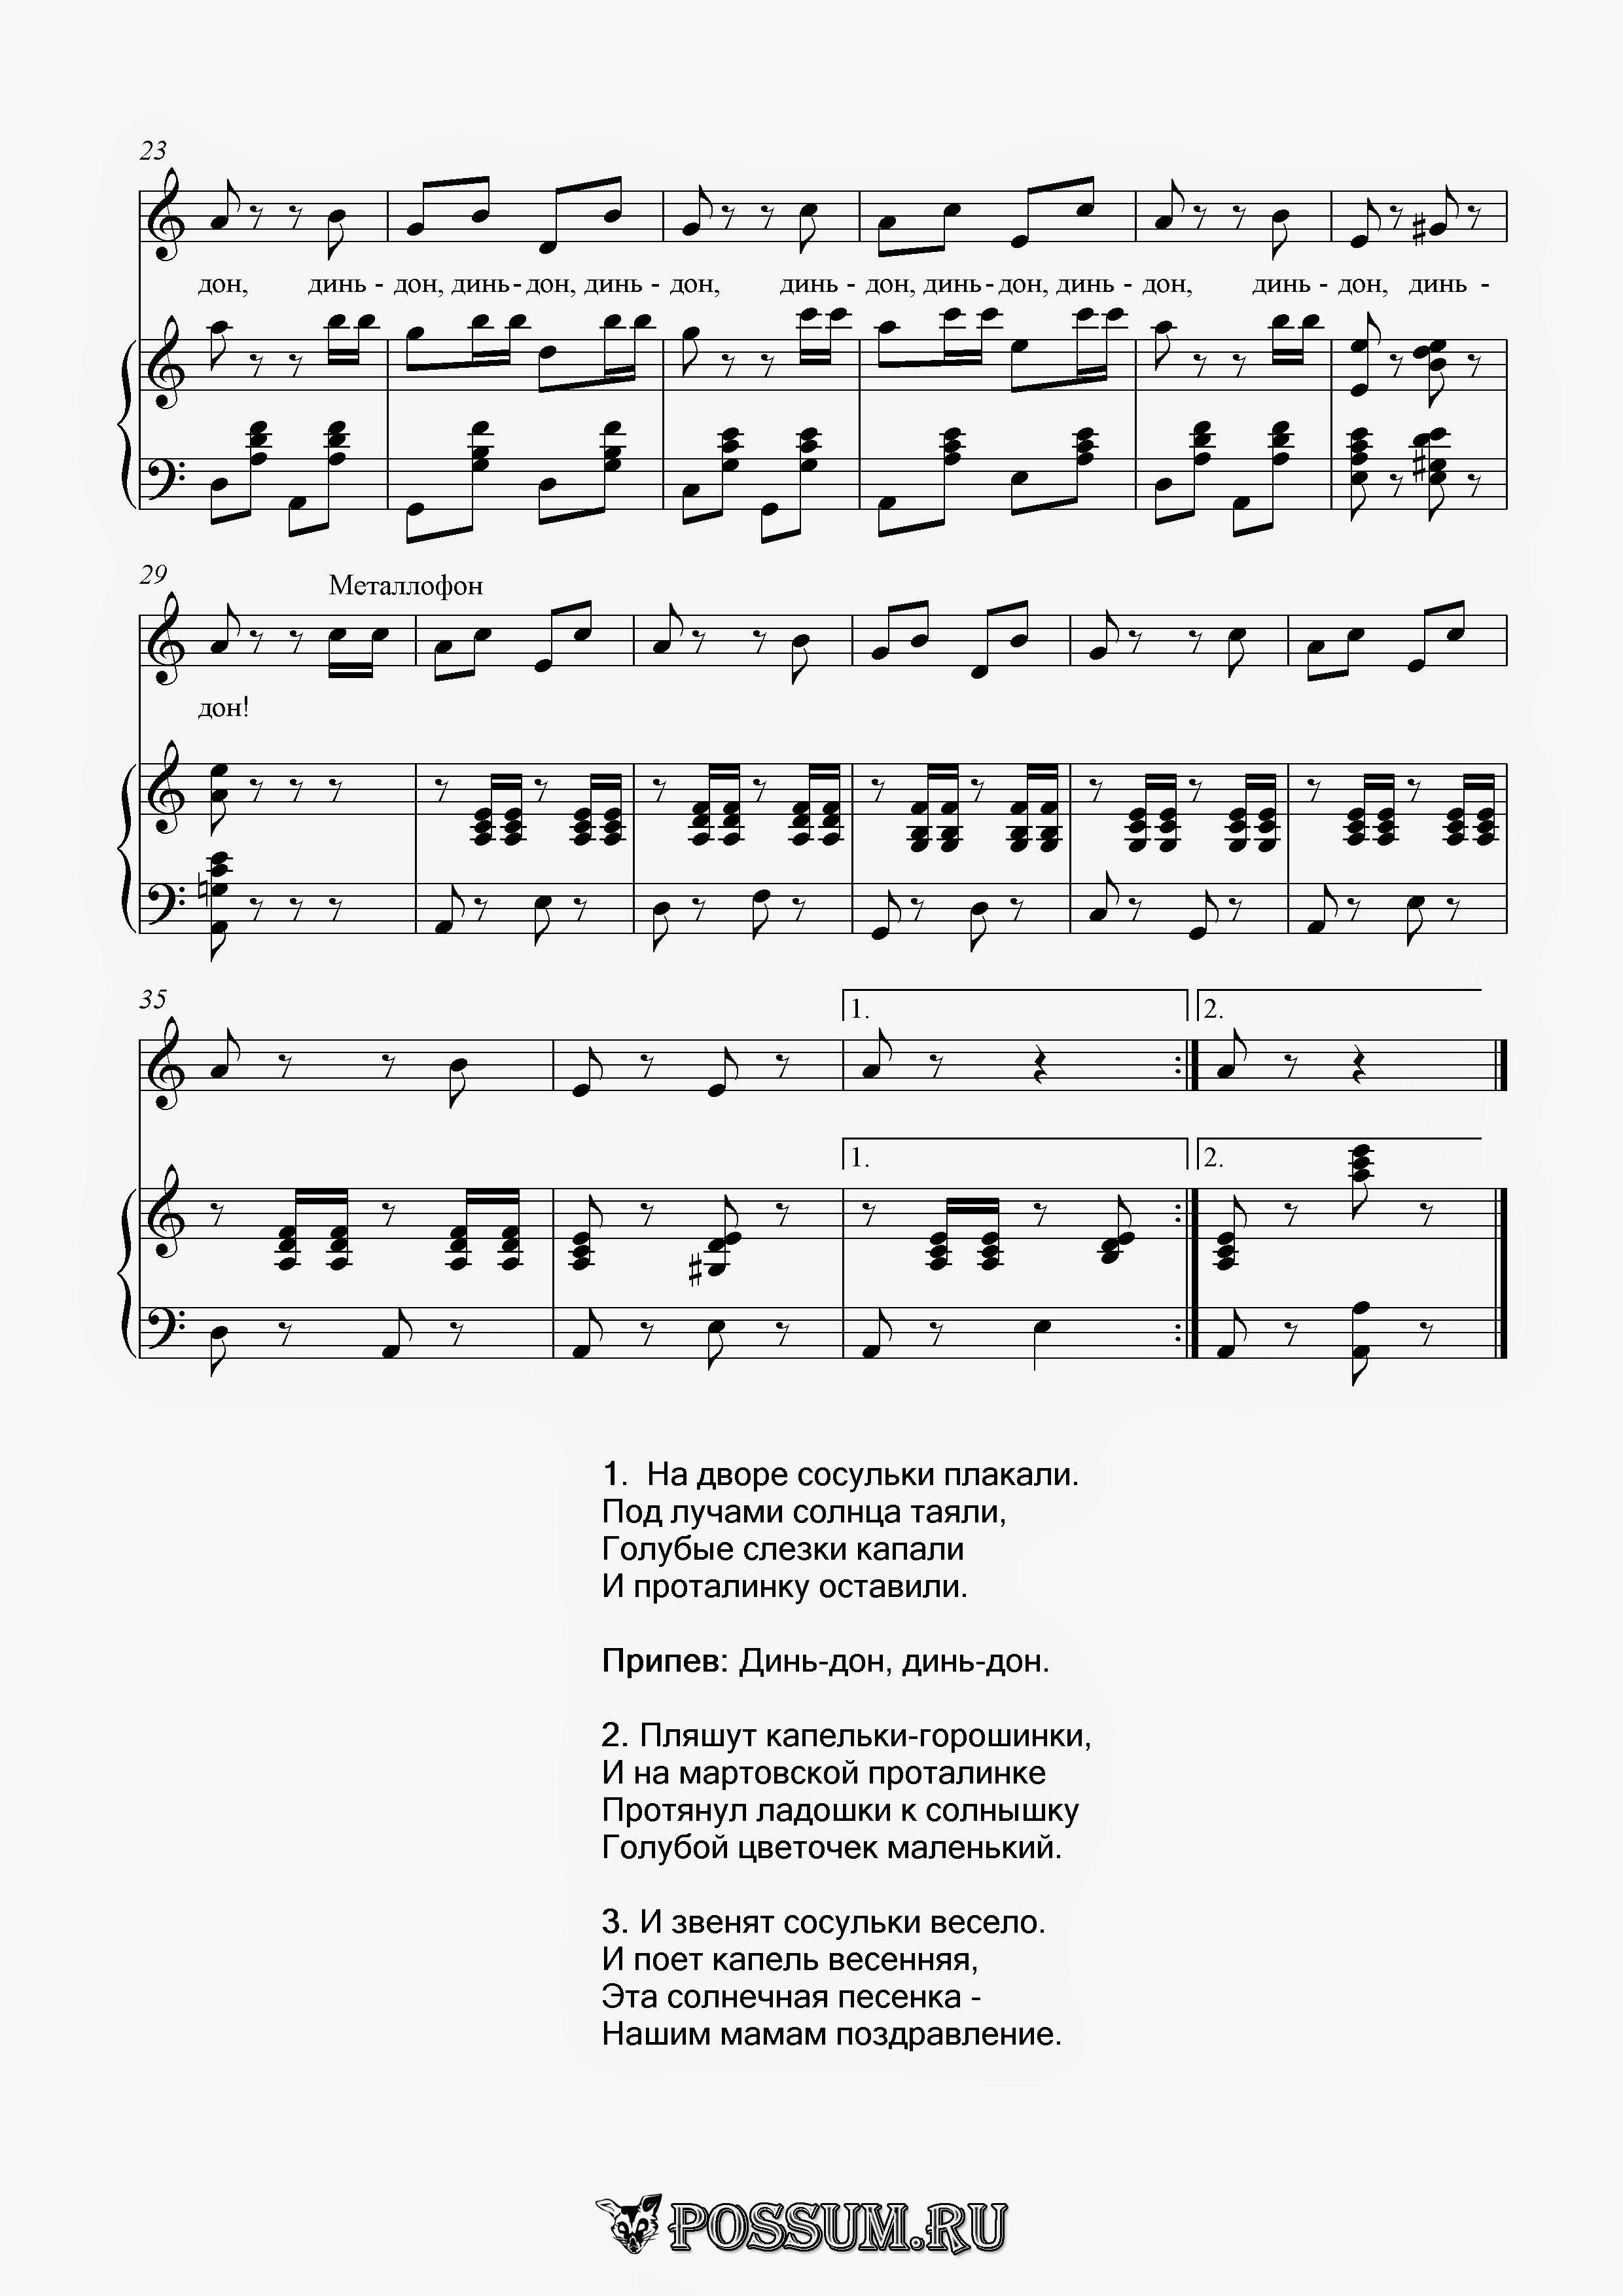 23
дон, динь - дон, динь - дон, динь - дон, динь - дон, динь - дон, динь - дон, динь - дон, динь -
29
Металлофон
дон!
35
1. 2.
1. 2.
1. На дворе сосульки плакали.
Под лучами солнца таяли,
Голубые слезки капали
И проталинку оставили.
Припев: Динь-дон, динь-дон.
2. Пляшут капельки-горошинки,
И на мартовской проталинке
Протянул ладошки к солнышку
Голубой цветочек маленький.
3. И звенят сосульки весело.
И поет капель весенняя,
Эта солнечная песенка -
Нашим мамам поздравление.
POSSUM.RU